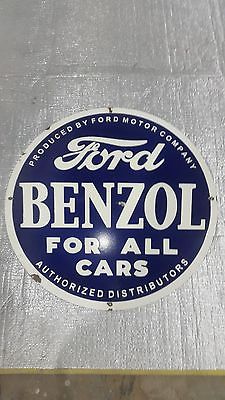 PRODUCED BY FORD MOTOR COMPANY
Ford
BENZOL
FOR ALL
CARS
AUTHORIZED DISTRIBUTORS